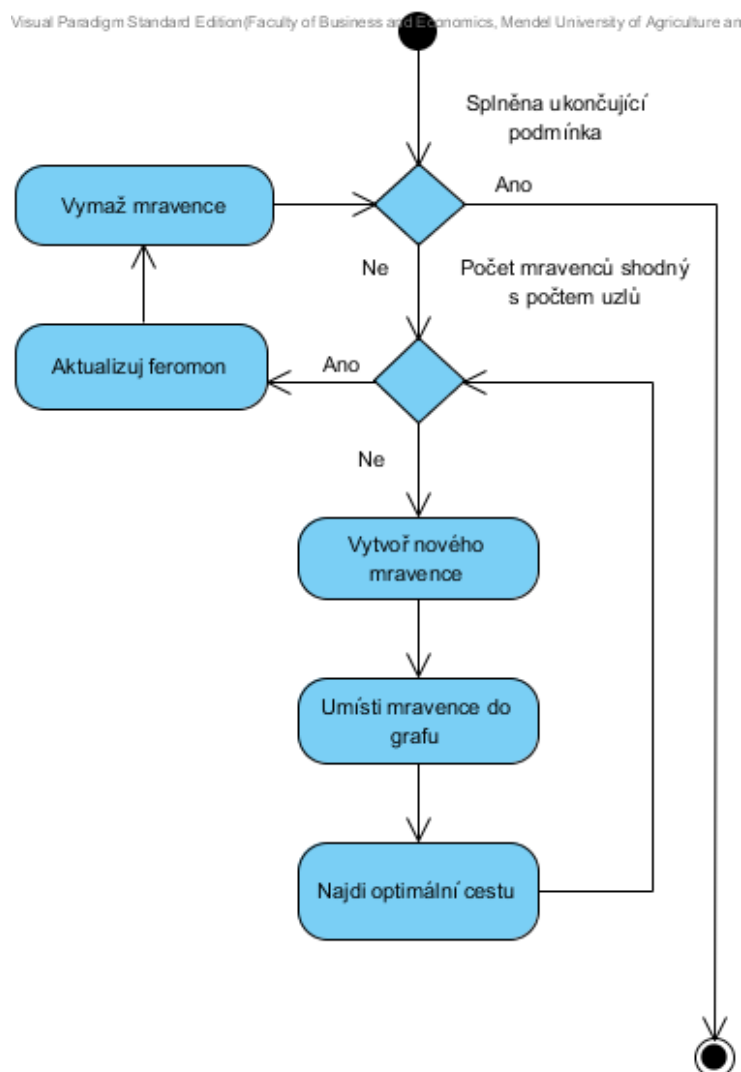 Visual Paradigm Standard Edition(Faculty of Business and Economics, Mendel University of Agriculture an
Splněna ukončující
podmínka
Vymaž mravence
Ano
Ne
Počet mravenců shodný
s počtem uzlů
Aktualizuj feromon
Ano
Ne
Vytvoř nového
mravence
Umísti mravence do
grafu
Najdi optimální cestu